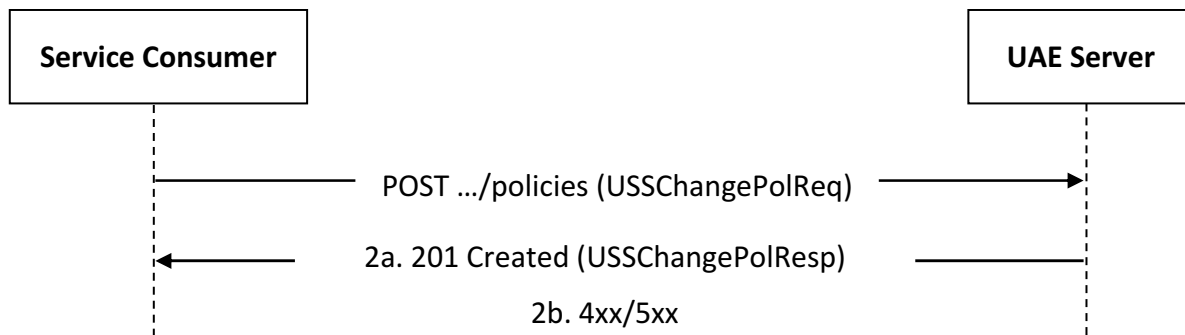 Service Consumer
UAE Server
POST …/policies (USSChangePolReq)
2a. 201 Created (USSChangePolResp)
2b. 4xx/5xx